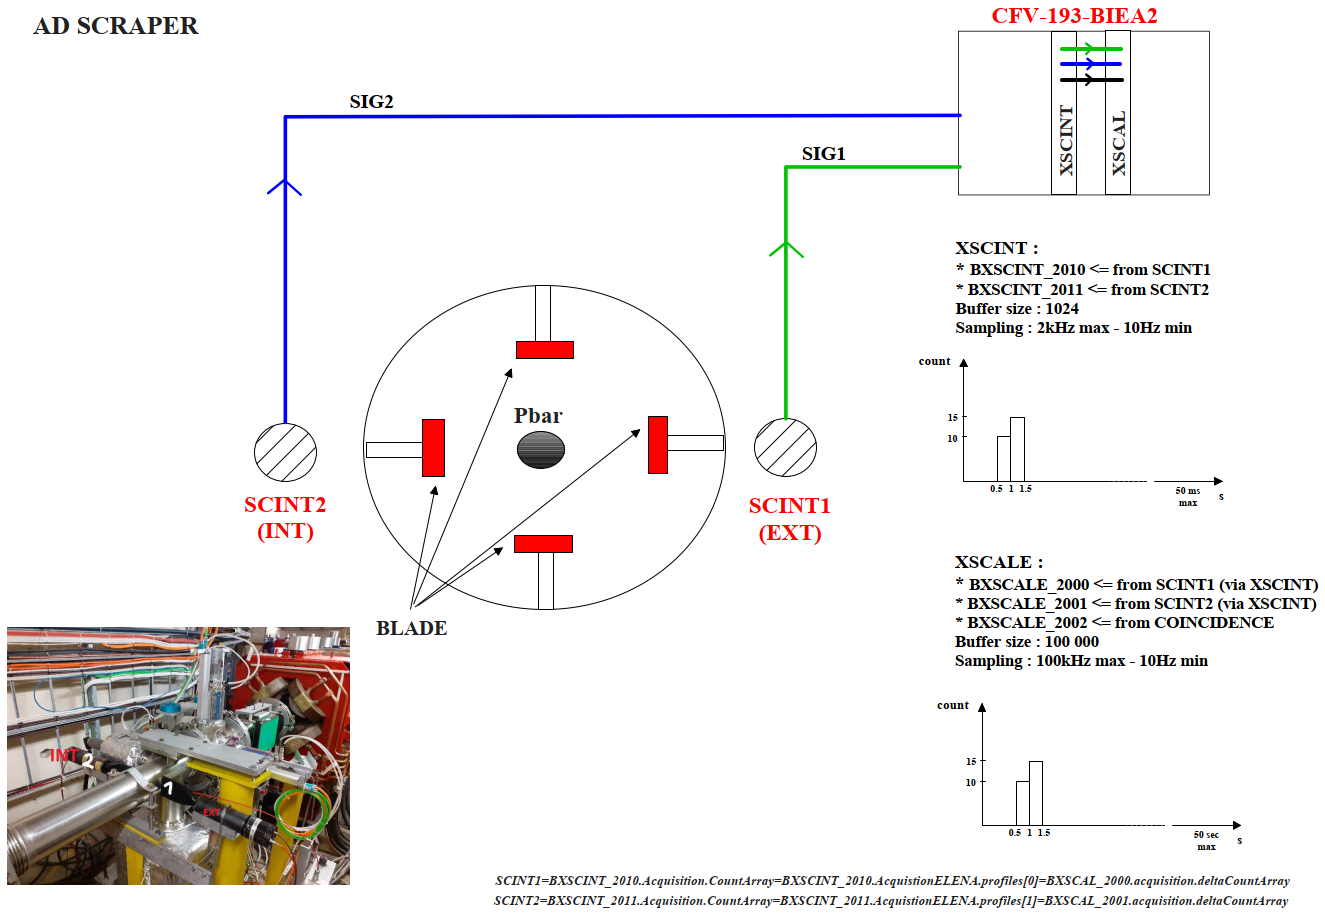 AD SCRAPER
CFV-193-BIEA2
SIG2
SIG1
XSCINT
XSCAL
XSCINT :
* BXSCINT_2010 <= from SCINT1
* BXSCINT_2011 <= from SCINT2
Buffer size : 1024
Sampling : 2kHz max - 10Hz min
count
15
10
0.5 1 1.5
50 ms
max
s
Pbar
SCINT2
(INT)
SCINT1
(EXT)
BLADE
XSCALE :
* BXSCALE_2000 <= from SCINT1 (via XSCINT)
* BXSCALE_2001 <= from SCINT2 (via XSCINT)
* BXSCALE_2002 <= from COINCIDENCE
Buffer size : 100 000
Sampling : 100kHz max - 10Hz min
count
15
10
0.5 1 1.5
50 sec
max
s
INT
2
1
EXT
SCINT1=BXSCINT_2010.Acquisition.CountArray=BXSCINT_2010.AcquistionELENA.profiles[0]=BXSCAL_2000.acquisition.deltaCountArray
SCINT2=BXSCINT_2011.Acquisition.CountArray=BXSCINT_2011.AcquistionELENA.profiles[1]=BXSCAL_2001.acquisition.deltaCountArray